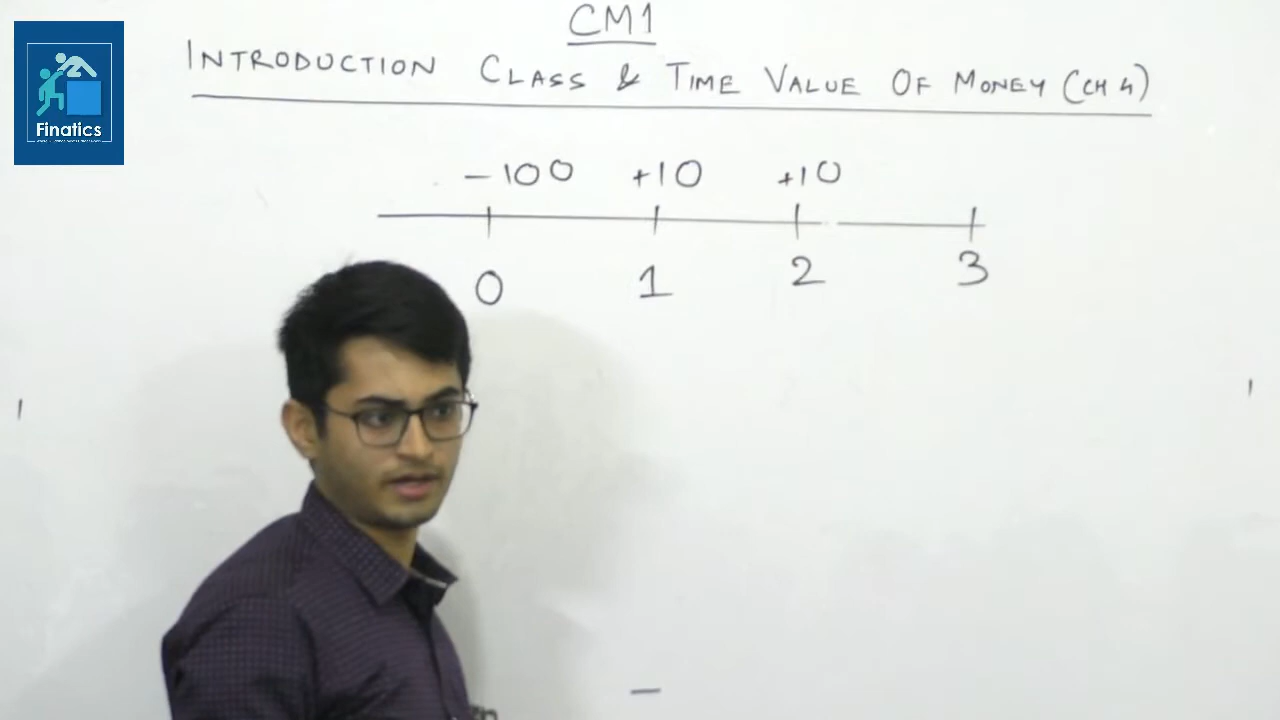 CM1
INTRODUCTION CLASS & TIME VALUE OF MONEY (CH 4)
-100 +10 +10
0 1 2 3
Finatics